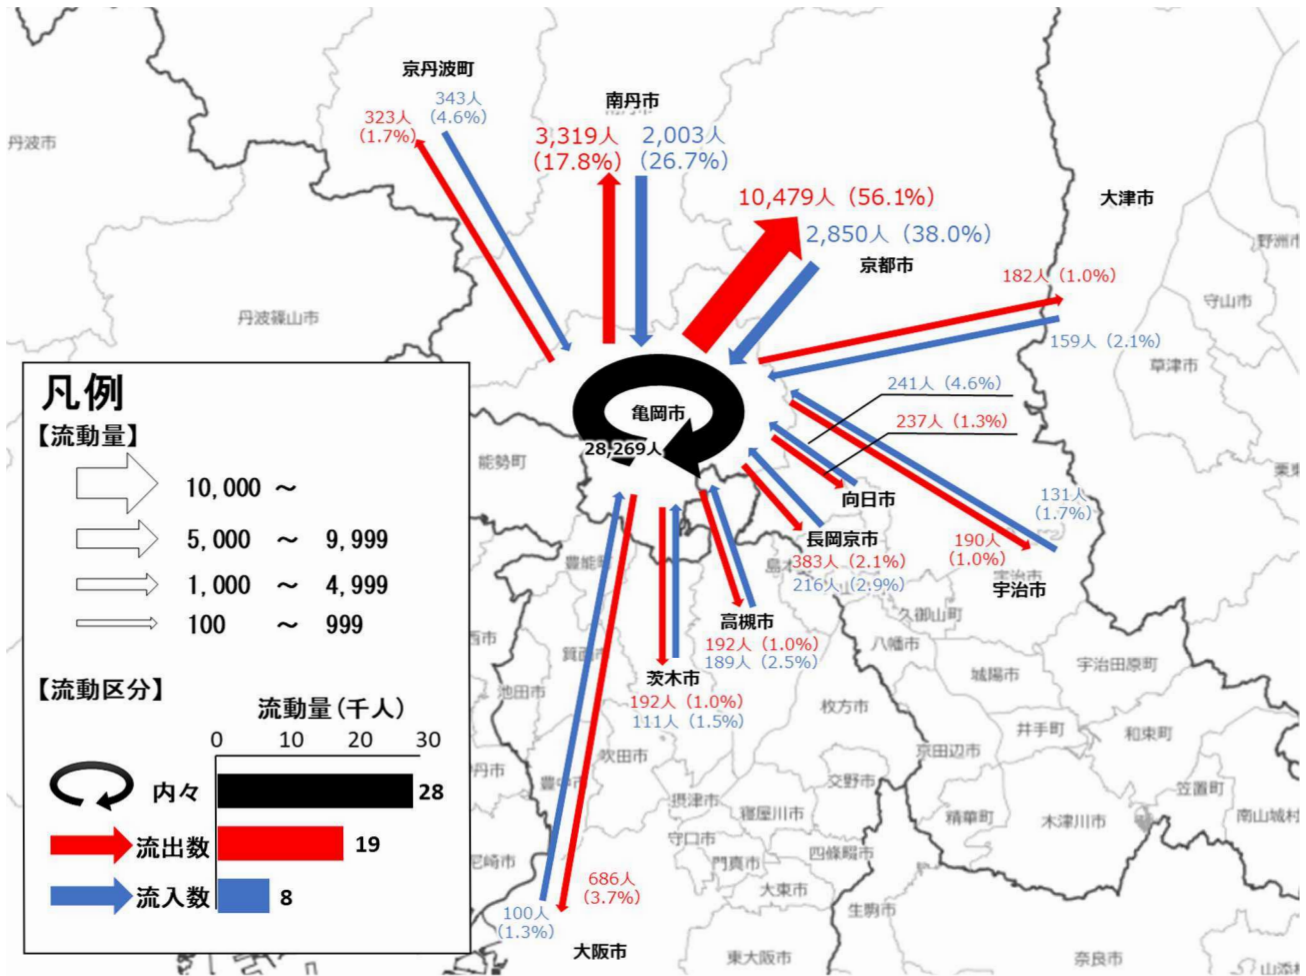 京丹波町
343人
(4.6%)
323人
(1.7%)
南丹市
3,319人
(17.8%)
2,003人
(26.7%)
10,479人（56.1%）
2,850人（38.0%）
京都市
大津市
182人（1.0%）
159人（2.1%）
241人（4.6%）
237人（1.3%）
亀岡市
28,269人
向日市
131人
(1.7%)
190人
(1.0%)
宇治市
宇治市
長岡京市
383人（2.1%）
216人（2.9%）
高槻市
192人（1.0%）
189人（2.5%）
茨木市
192人（1.0%）
111人（1.5%）
686人
(3.7%)
100人
(1.3%)
大阪市
丹波市
丹波篠山市
野洲市
守山市
草津市
栗東
能勢町
豊能町
島本
久御山町
八幡市
城陽市
宇治田原町
箕面市
池田市
西市
枚方市
井手町
和束町
京田辺市
吹田市
豊中市
丹市
交野市
摂津市
寝屋川市
精華町
木津川市
笠置町
南山城村
守口市
門真市
四條畷市
尼崎市
大東市
生駒市
東大阪市
奈良市
山添
凡例
【流動量】
10,000 ～
5,000 ～ 9,999
1,000 ～ 4,999
100 ～ 999
【流動区分】
流動量(千人)
0 10 20 30
内々 28
流出数 19
流入数 8